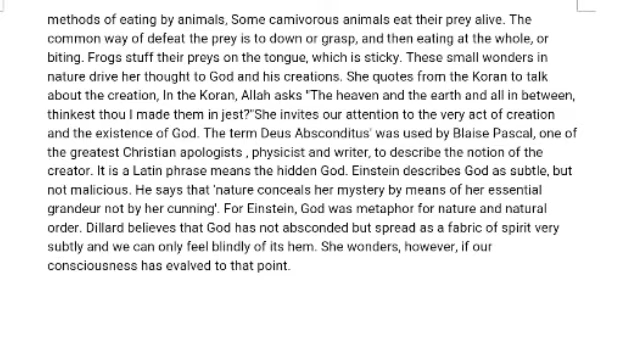 methods of eating by animals, Some camivorous animals eat their prey alive. The
common way of defeat the prey is to down or grasp, and then eating at the whole, or
biting. Frogs stuff their preys on the tongue, which is sticky. These small wonders in
nature drive her thought to God and his creations. She quotes from the Koran to talk
about the creation, In the Koran, Allah asks "The heaven and the earth and all in between,
thinkest thou I made them in jest?"She invites our attention to the very act of creation
and the existence of God. The term Deus Absconditus' was used by Blaise Pascal, one of
the greatest Christian apologists , physicist and writer, to describe the notion of the
creator. It is a Latin phrase means the hidden God. Einstein describes God as subtle, but
not malicious. He says that 'nature conceals her mystery by means of her essential
grandeur not by her cunning'. For Einstein, God was metaphor for nature and natural
order. Dillard believes that God has not absconded but spread as a fabric of spirit very
subtly and we can only feel blindly of its hem. She wonders, however, if our
consciousness has evalved to that point.